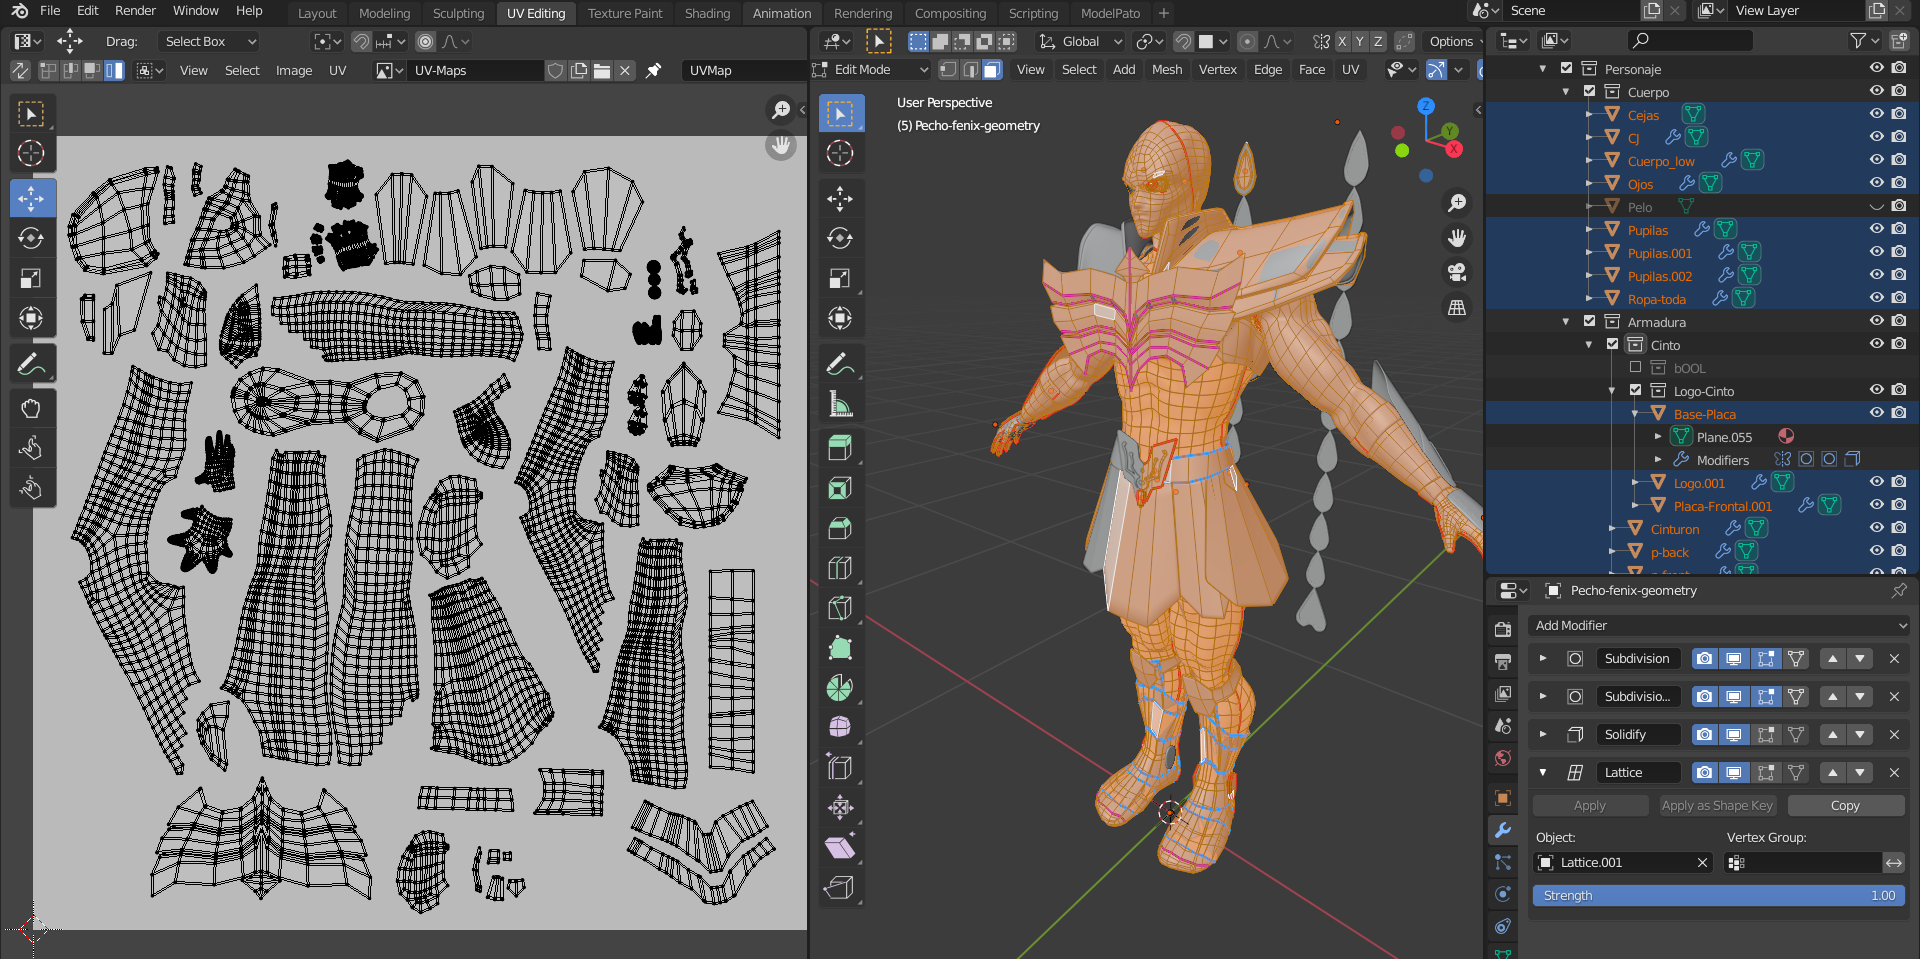 File Edit Render Window Help Layout Modeling Sculpting UV Editing Texture Paint Shading Animation Rendering Compositing Scripting ModelPato + Scene View Layer
Drag: Select Box Global X Y Z Options
View Select Image UV UV-Maps UVMap Edit Mode View Select Add Mesh Vertex Edge Face UV
User Perspective
(5) Pecho-fenix-geometry
Z
Y
X
Personaje
Cuerpo
Cejas
CJ
Cuerpo_low
Ojos
Pelo
Pupilas
Pupilas.001
Pupilas.002
Ropa-toda
Armadura
Cinto
bOOL
Logo-Cinto
Base-Placa
Plane.055
Modifiers
Logo.001
Placa-Frontal.001
Cinturon
p-back
Pecho-fenix-geometry
Add Modifier
Subdivision
Subdivisio...
Solidify
Lattice
Apply Apply as Shape Key Copy
Object: Vertex Group:
Lattice.001
Strength 1.00